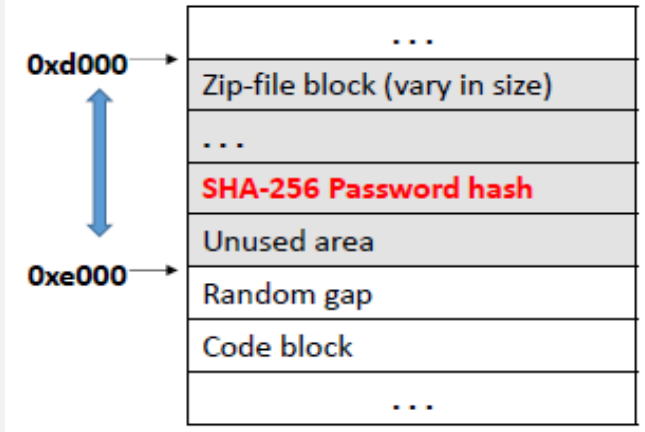 . . .
0xd000
Zip-file block (vary in size)
. . .
SHA-256 Password hash
Unused area
0xe000
Random gap
Code block
. . .